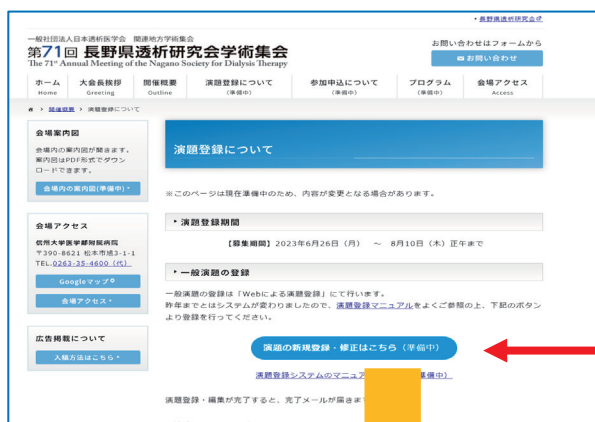 長野県透析研究会
一般社団法人日本透析医学会 関連地方学術集会
第71回 長野県透析研究会学術集会
The 71st Annual Meeting of the Nagano Society for Dialysis Therapy
お問い合わせはフォームから
お問い合わせ
ホーム 大会長挨拶 開催概要 演題登録について 参加申込について プログラム 会場アクセス
Home Greeting Outline （準備中） （準備中） （準備中） Access
> 開催概要 > 演題登録について
会場案内図
会場内の案内図が開きます。
案内図はPDF形式でダウン
ロードできます。
会場内の案内図(準備中)
会場アクセス
信州大学医学部附属病院
〒390-8621 松本市旭3-1-1
TEL.0263-35-4600（代）
Googleマップ
会場アクセス
広告掲載について
入稿方法はこちら
演題登録について
※このページは現在準備中のため、内容が変更となる場合があります。
演題登録期間
【募集期間】2023年6月26日（月） ～ 8月10日（木）正午まで
一般演題の登録
一般演題の登録は「Webによる演題登録」にて行います。
昨年までとはシステムが変わりましたので、演題登録マニュアルをよくご参照の上、下記のボタン
より登録を行ってください。
演題の新規登録・修正はこちら（準備中）
演題登録システムのマニュア 準備中）
演題登録・編集が完了すると、完了メールが届きま